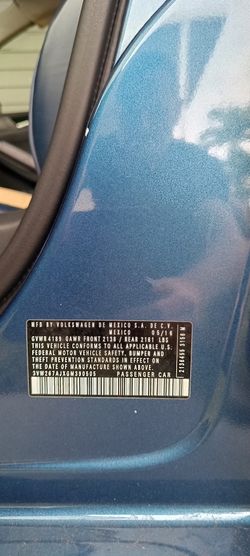 MFD BY VOLKSWAGEN DE MEXICO S.A. DE C.V.
MEXICO 05/16
GVWR 4189 GAWR FRONT 2138 / REAR 2161 LBS
THIS VEHICLE CONFORMS TO ALL APPLICABLE U.S.
FEDERAL MOTOR VEHICLE SAFETY, BUMPER AND
THEFT PREVENTION STANDARDS IN EFFECT ON THE
DATE OF MANUFACTURE SHOWN ABOVE.
3VW267AJXGM390505 PASSENGER CAR